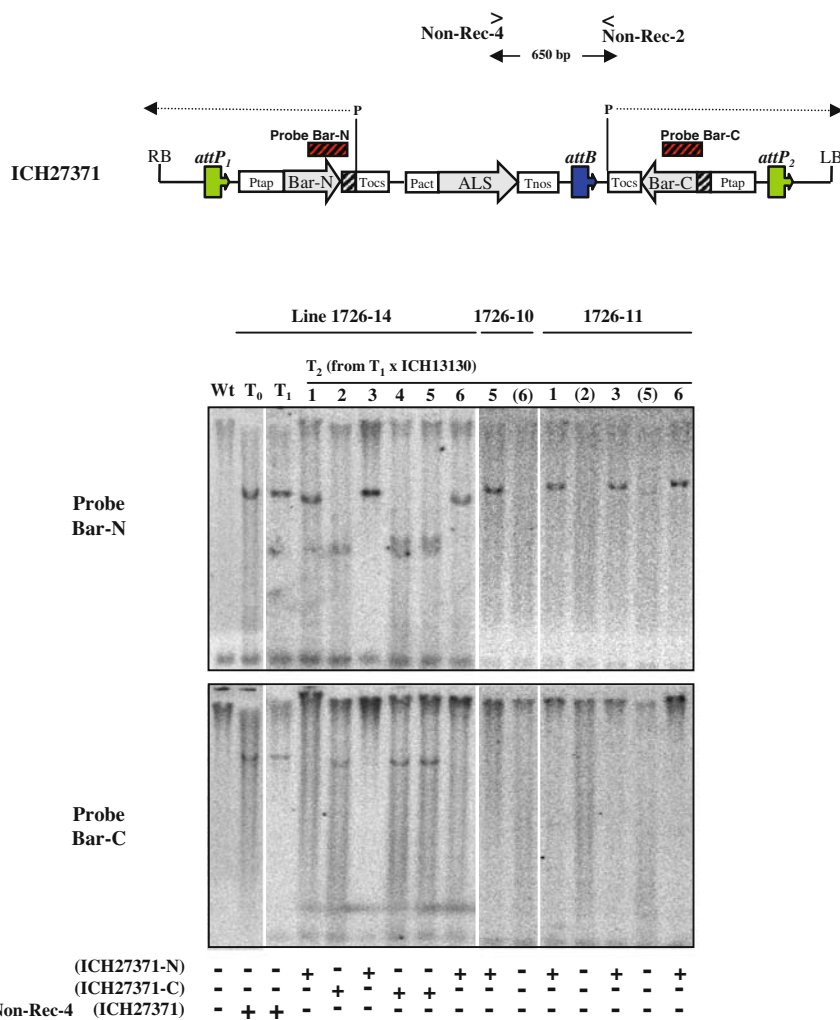 > <
Non-Rec-4 Non-Rec-2
650 bp
P P
Probe Bar-N Probe Bar-C
RB attP1 attB attP2 LB
ICH27371 Ptap Bar-N Tocs Pact ALS Tnos Tocs Bar-C Ptap
Line 1726-14 1726-10 1726-11
T2 (from T1 x ICH13130)
Wt T0 T1 1 2 3 4 5 6 5 (6) 1 (2) 3 (5) 6
Probe
Bar-N
Probe
Bar-C
(ICH27371-N) - - - + - + - - + + - + - + - +
(ICH27371-C) - - - - + - + + - - - - - - - -
Non-Rec-4 (ICH27371) - + + - - - - - - - - - - - - -